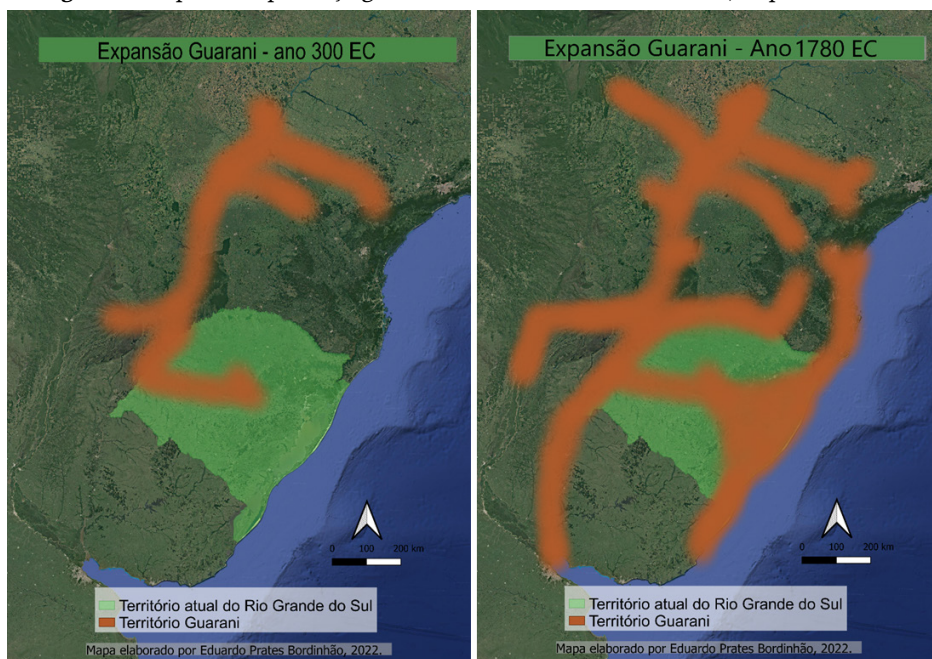 Expansão Guarani - ano 300 EC
0 100 200 km
Território atual do Rio Grande do Sul
Território Guarani
Mapa elaborado por Eduardo Prates Bordinhão, 2022.
Expansão Guarani - Ano 1780 EC
0 100 200 km
Território atual do Rio Grande do Sul
Território Guarani
Mapa elaborado por Eduardo Prates Bordinhão, 2022.